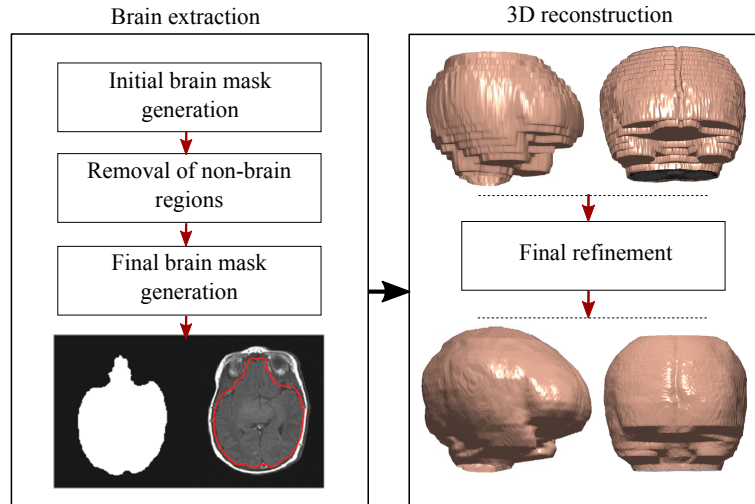 Brain extraction
Initial brain mask
generation
Removal of non-brain
regions
Final brain mask
generation
3D reconstruction
Final refinement